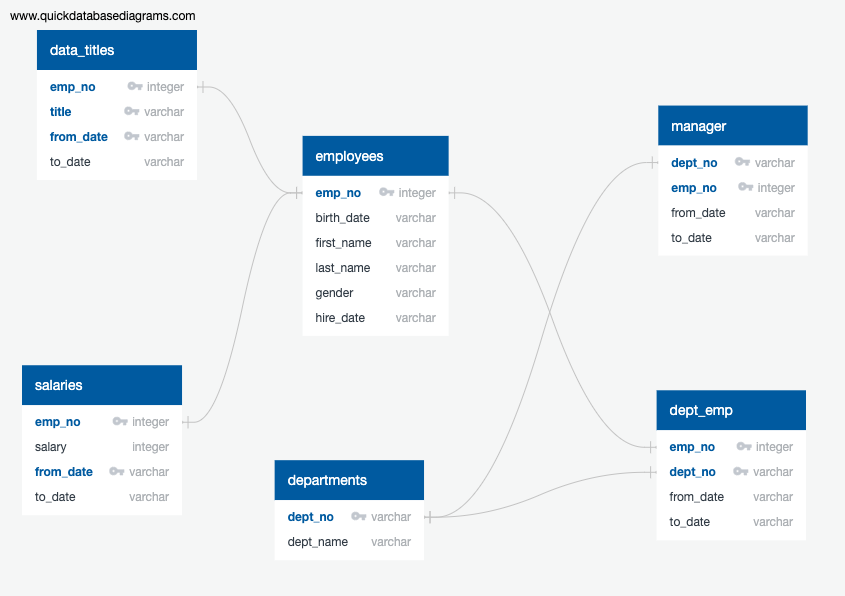 www.quickdatabasediagrams.com
data_titles
emp_no integer
title varchar
from_date varchar
to_date varchar
employees
emp_no integer
birth_date varchar
first_name varchar
last_name varchar
gender varchar
hire_date varchar
manager
dept_no varchar
emp_no integer
from_date varchar
to_date varchar
salaries
emp_no integer
salary integer
from_date varchar
to_date varchar
departments
dept_no varchar
dept_name varchar
dept_emp
emp_no integer
dept_no varchar
from_date varchar
to_date varchar